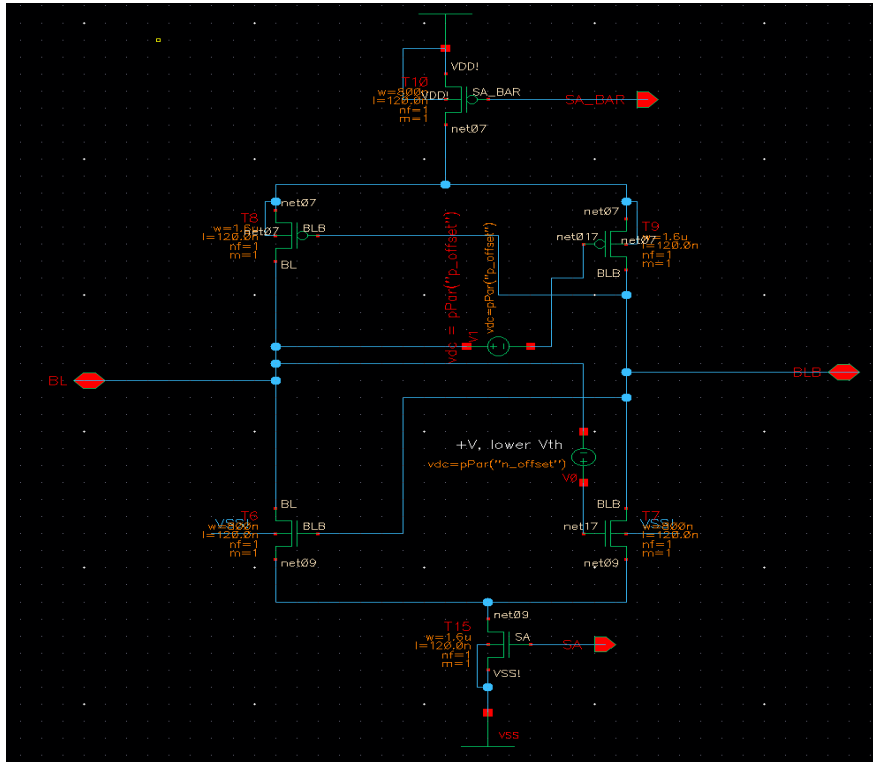 VDD!
T10
w=800n
VDD!
SA_BAR
SA_BAR
l=120.0n
nf=1
m=1
net07
net07
net07
T8
T9
w=1.6u
BLB
net017
w=1.6u
net07
net07
l=120.0n
l=120.0n
nf=1
nf=1
m=1
m=1
BL
BLB
vdc = pPar("p_offset")
vdc=pPar("p_offset")
V1
BL
BLB
+V, lower Vth
vdc=pPar("n_offset")
V0
BL
BLB
T6
T7
VSS!
VSS!
w=800n
w=800n
BLB
net17
l=120.0n
l=120.0n
nf=1
nf=1
m=1
m=1
net09
net09
net09
T15
w=1.6u
SA
SA
l=120.0n
nf=1
m=1
VSS!
vss